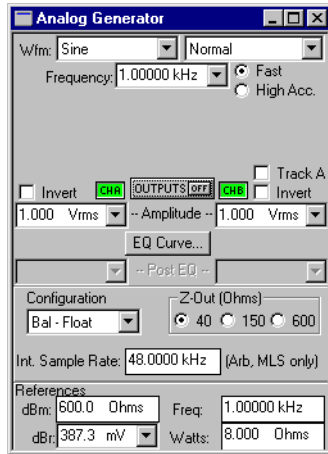 Analog Generator
Wfm: Sine Normal
Frequency: 1.00000 kHz Fast
High Acc.
Track A
Invert CHA OUTPUTS OFF CHB Invert
1.000 Vrms -- Amplitude -- 1.000 Vrms
EQ Curve...
-- Post EQ --
Configuration Z-Out (Ohms)
Bal - Float 40 150 600
Int. Sample Rate: 48.0000 kHz (Arb, MLS only)
References
dBm: 600.0 Ohms Freq: 1.00000 kHz
dBr: 387.3 mV Watts: 8.000 Ohms